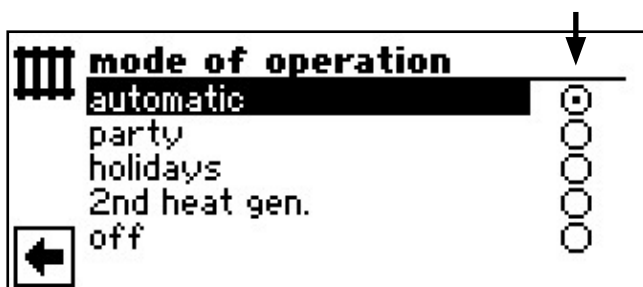 mode of operation
automatic
party
holidays
2nd heat gen.
off